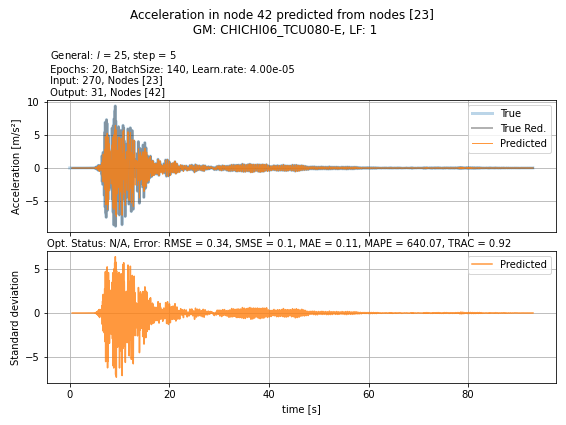 Acceleration in node 42 predicted from nodes [23]
GM: CHICHI06_TCU080-E, LF: 1
General: l = 25, step = 5
Epochs: 20, BatchSize: 140, Learn.rate: 4.00e-05
Input: 270, Nodes [23]
Output: 31, Nodes [42]
Acceleration [m/s²]
10
5
0
−5
True
True Red.
Predicted
Opt. Status: N/A, Error: RMSE = 0.34, SMSE = 0.1, MAE = 0.11, MAPE = 640.07, TRAC = 0.92
Standard deviation
5
0
−5
Predicted
0 20 40 60 80
time [s]